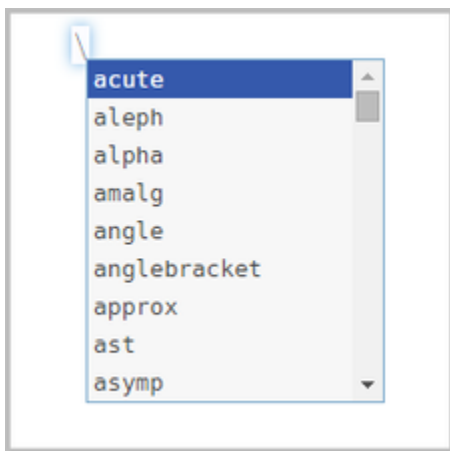 \
acute
aleph
alpha
amalg
angle
anglebracket
approx
ast
asymp